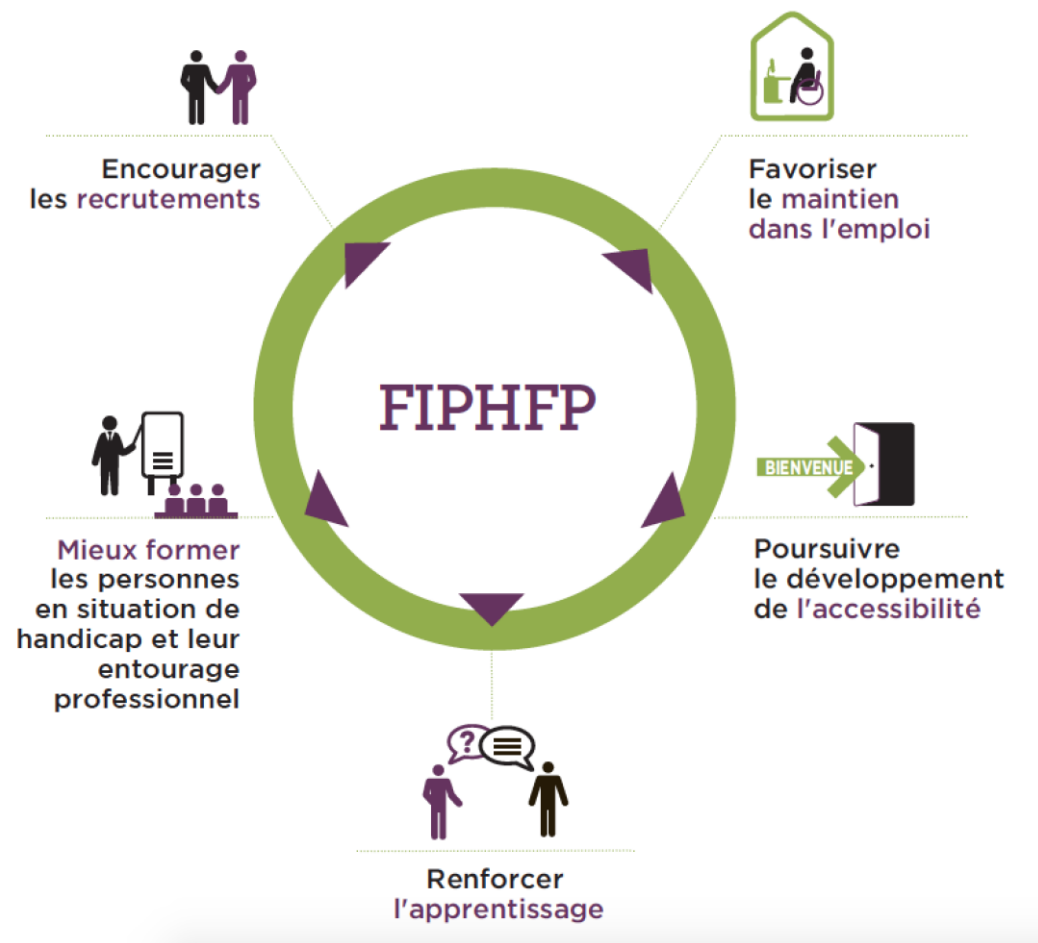 Encourager
les recrutements
Favoriser
le maintien
dans l'emploi
FIPHFP
BIENVENUE
Mieux former
les personnes
en situation de
handicap et leur
entourage
professionnel
Poursuivre
le développement
de l'accessibilité
?
Renforcer
l'apprentissage